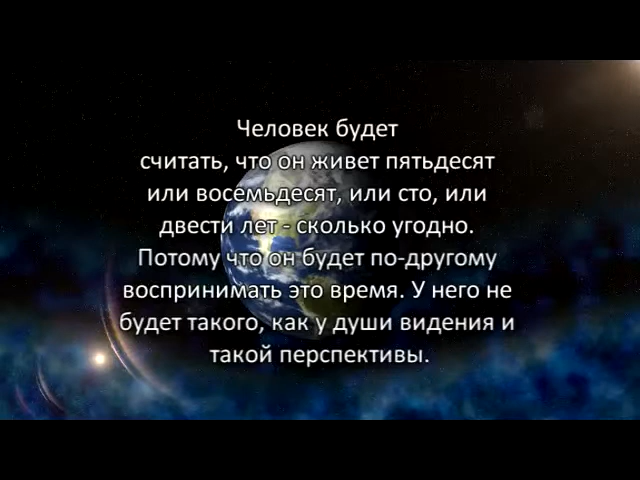 Человек будет
считать, что он живет пятьдесят
или восемьдесят, или сто, или
двести лет - сколько угодно.
Потому что он будет по-другому
воспринимать это время. У него не
будет такого, как у души видения и
такой перспективы.